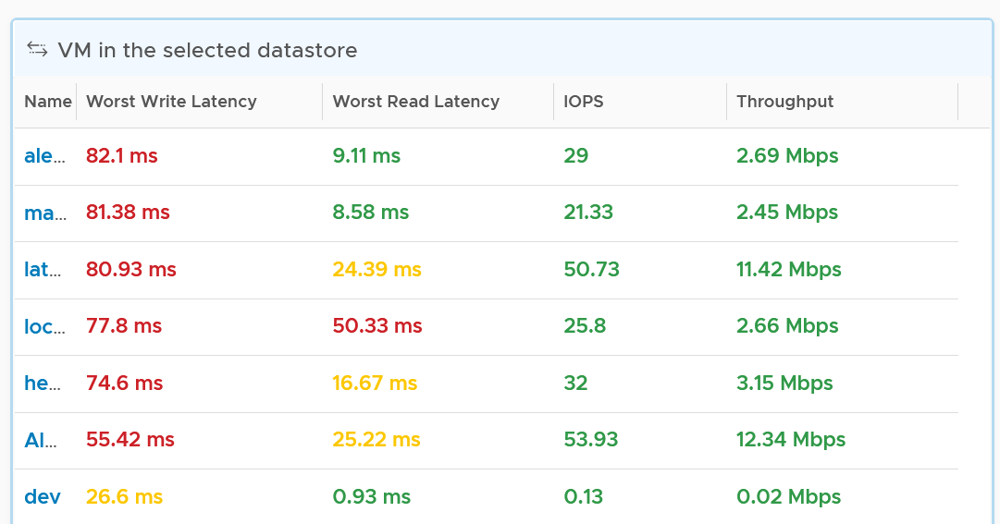 VM in the selected datastore
Name Worst Write Latency Worst Read Latency IOPS Throughput
ale... 82.1 ms 9.11 ms 29 2.69 Mbps
ma... 81.38 ms 8.58 ms 21.33 2.45 Mbps
lat... 80.93 ms 24.39 ms 50.73 11.42 Mbps
loc... 77.8 ms 50.33 ms 25.8 2.66 Mbps
he... 74.6 ms 16.67 ms 32 3.15 Mbps
Al... 55.42 ms 25.22 ms 53.93 12.34 Mbps
dev 26.6 ms 0.93 ms 0.13 0.02 Mbps